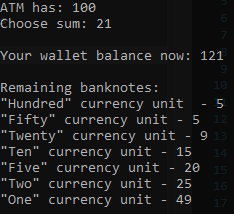 ATM has: 100
Choose sum: 21
Your wallet balance now: 121
Remaining banknotes:
"Hundred" currency unit  - 5
"Fifty" currency unit - 5
"Twenty" currency unit - 9
"Ten" currency unit - 15
"Five" currency unit - 20
"Two" currency unit - 25
"One" currency unit - 49